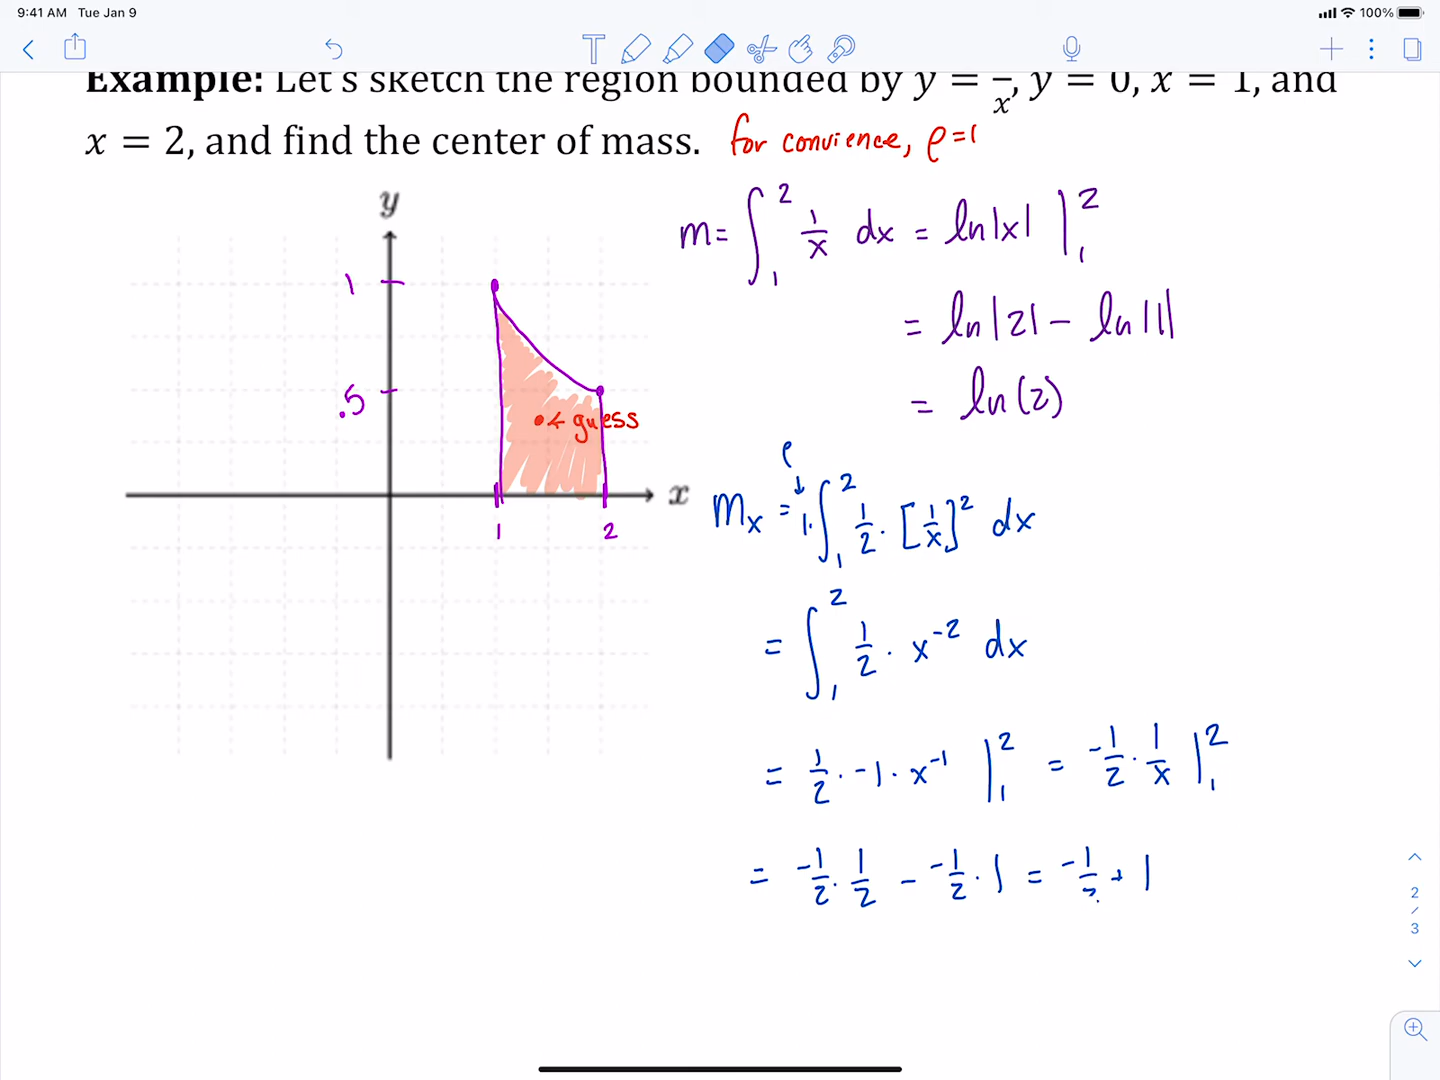 9:41 AM Tue Jan 9
100%
Example: Let's sketch the region bounded by y = 1/x, y = 0, x = 1, and
x = 2, and find the center of mass. for convience, ρ=1
y
m = ∫₁² 1/x dx = ln|x| |₁²
1
= ln|2| - ln|1|
.5
= ln(2)
←guess
ρ
↓
x
Mx = 1·∫₁² 1/2 · [1/x]² dx
1 2
= ∫₁² 1/2 · x⁻² dx
= 1/2 · -1 · x⁻¹ |₁² = -1/2 · 1/x |₁²
= -1/2 · 1/2 - -1/2 · 1 = -1/2 + 1
2
/
3